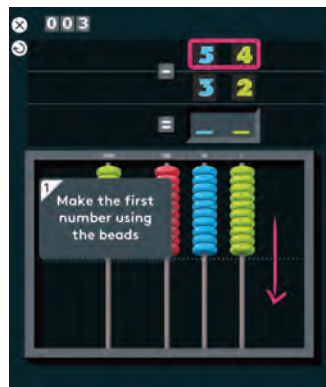 003
5 4
-
3 2
= _ _
1
Make the first
number using
the beads